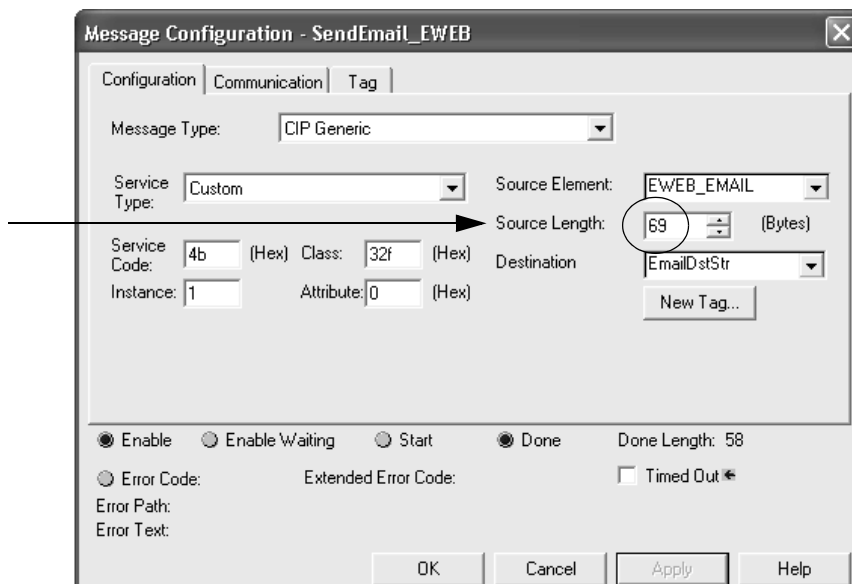 Message Configuration - SendEmail_EWEB
Configuration Communication Tag
Message Type: CIP Generic
Service Type: Custom
Source Element: EWEB_EMAIL
Source Length: 69 (Bytes)
Service Code: 4b (Hex) Class: 32f (Hex)
Destination EmailDstStr
Instance: 1 Attribute: 0 (Hex)
New Tag...
Enable Enable Waiting Start Done Done Length: 58
Error Code: Extended Error Code: Timed Out
Error Path:
Error Text:
OK Cancel Apply Help